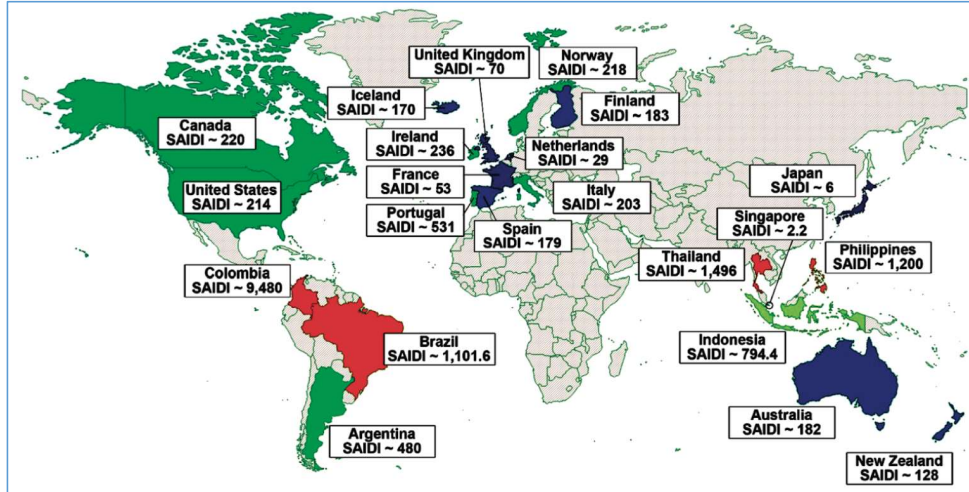 United Kingdom
SAIDI ~ 70
Norway
SAIDI ~ 218
Iceland
SAIDI ~ 170
Finland
SAIDI ~ 183
Canada
SAIDI ~ 220
Ireland
SAIDI ~ 236
Netherlands
SAIDI ~ 29
France
SAIDI ~ 53
Japan
SAIDI ~ 6
United States
SAIDI ~ 214
Italy
SAIDI ~ 203
Portugal
SAIDI ~ 531
Singapore
SAIDI ~ 2.2
Spain
SAIDI ~ 179
Thailand
SAIDI ~ 1,496
Philippines
SAIDI ~ 1,200
Colombia
SAIDI ~ 9,480
Brazil
SAIDI ~ 1,101.6
Indonesia
SAIDI ~ 794.4
Australia
SAIDI ~ 182
Argentina
SAIDI ~ 480
New Zealand
SAIDI ~ 128